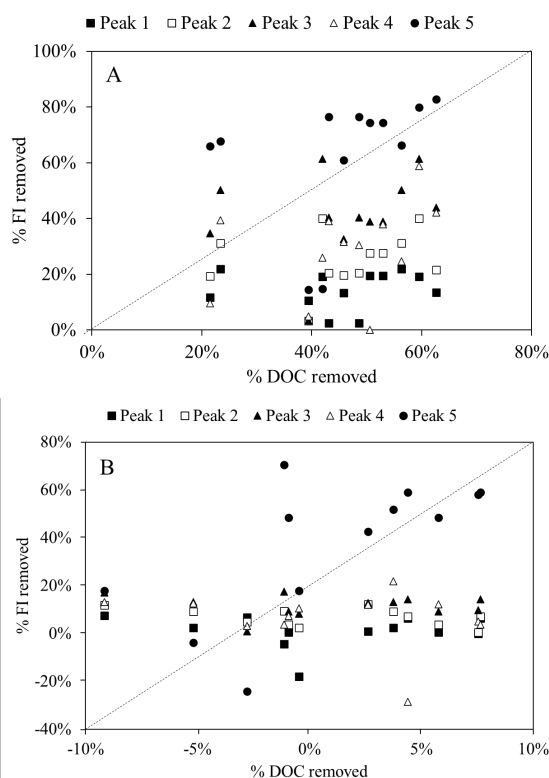 ■ Peak 1 □ Peak 2 ▲ Peak 3 △ Peak 4 ● Peak 5
100%
A
80%
60%
40%
20%
0%
% FI removed
0% 20% 40% 60% 80%
% DOC removed
■ Peak 1 □ Peak 2 ▲ Peak 3 △ Peak 4 ● Peak 5
80%
B
60%
40%
20%
0%
-20%
-40%
% FI removed
-10% -5% 0% 5% 10%
% DOC removed